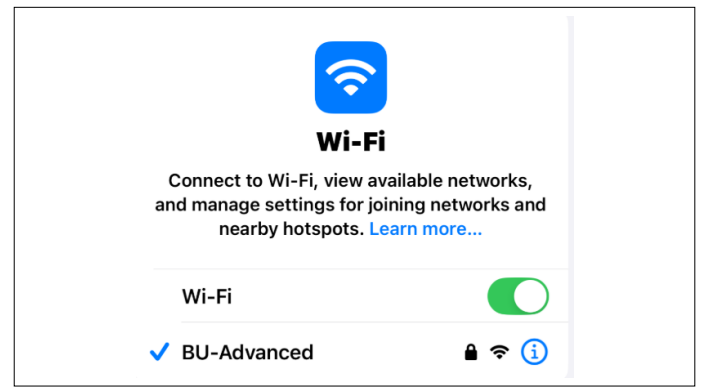 Wi-Fi
Connect to Wi-Fi, view available networks,
and manage settings for joining networks and
nearby hotspots. Learn more...
Wi-Fi
BU-Advanced